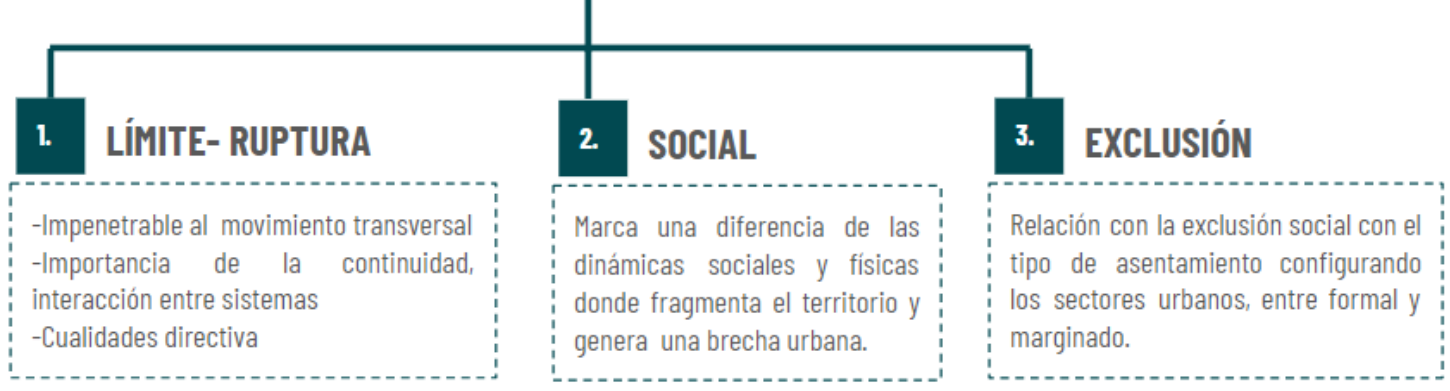 1.
LÍMITE- RUPTURA
-Impenetrable al movimiento transversal
-Importancia de la continuidad,
interacción entre sistemas
-Cualidades directiva
2.
SOCIAL
Marca una diferencia de las
dinámicas sociales y físicas
donde fragmenta el territorio y
genera una brecha urbana.
3.
EXCLUSIÓN
Relación con la exclusión social con el
tipo de asentamiento configurando
los sectores urbanos, entre formal y
marginado.